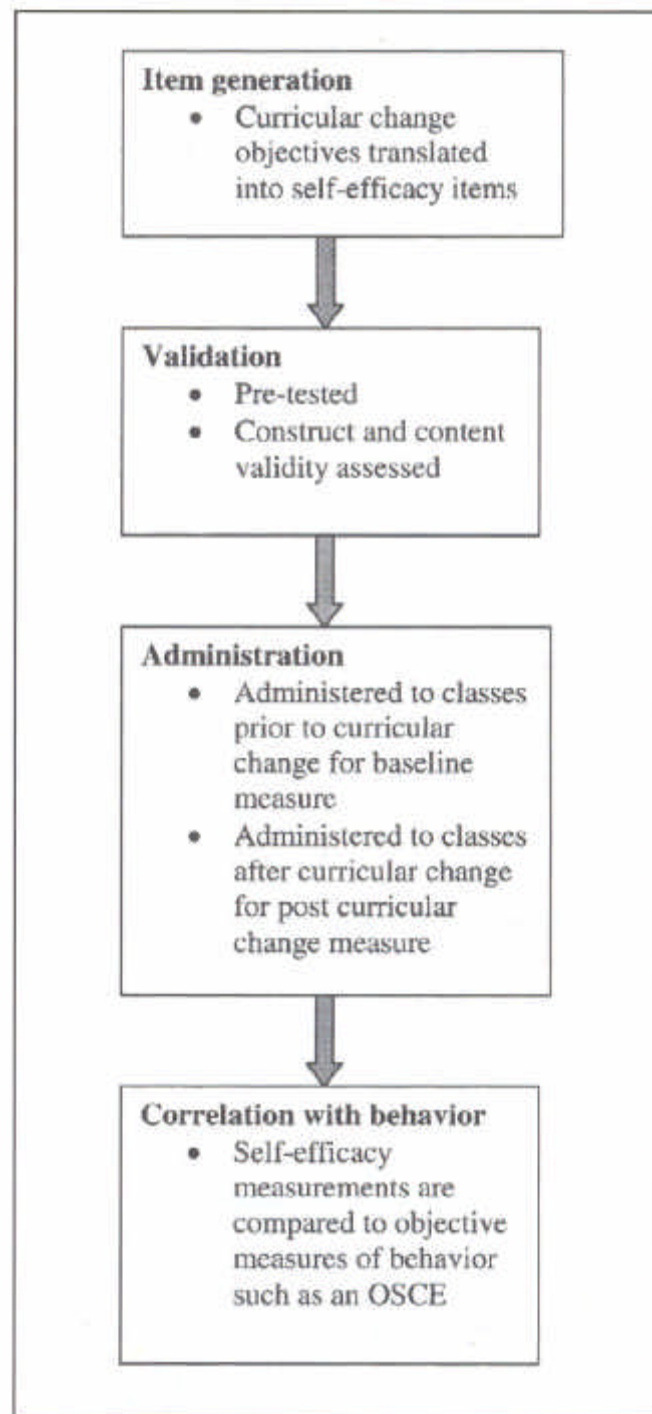 Item generation
• Curricular change
objectives translated
into self-efficacy items
Validation
• Pre-tested
• Construct and content
validity assessed
Administration
• Administered to classes
prior to curricular
change for baseline
measure
• Administered to classes
after curricular change
for post curricular
change measure
Correlation with behavior
• Self-efficacy
measurements are
compared to objective
measures of behavior
such as an OSCE